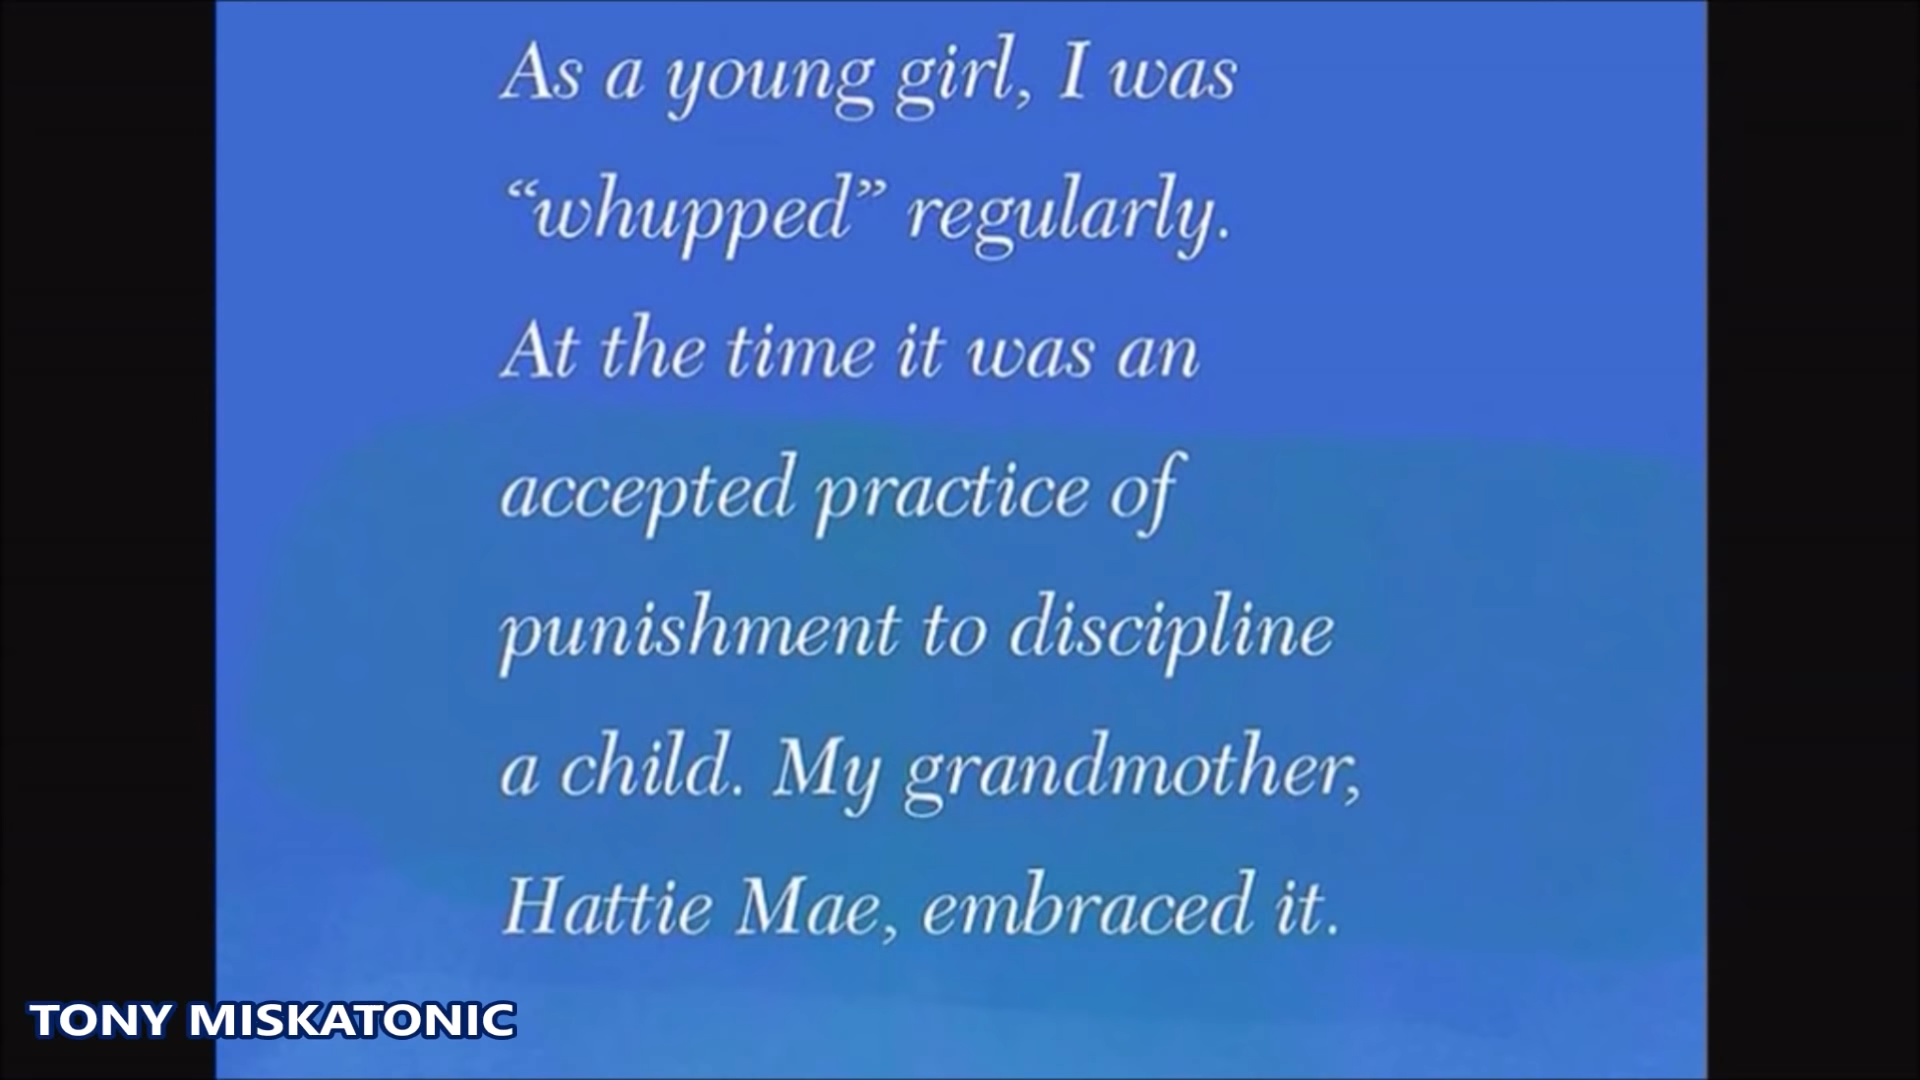 As a young girl, I was
“whupped” regularly.
At the time it was an
accepted practice of
punishment to discipline
a child. My grandmother,
Hattie Mae, embraced it.
TONY MISKATONIC